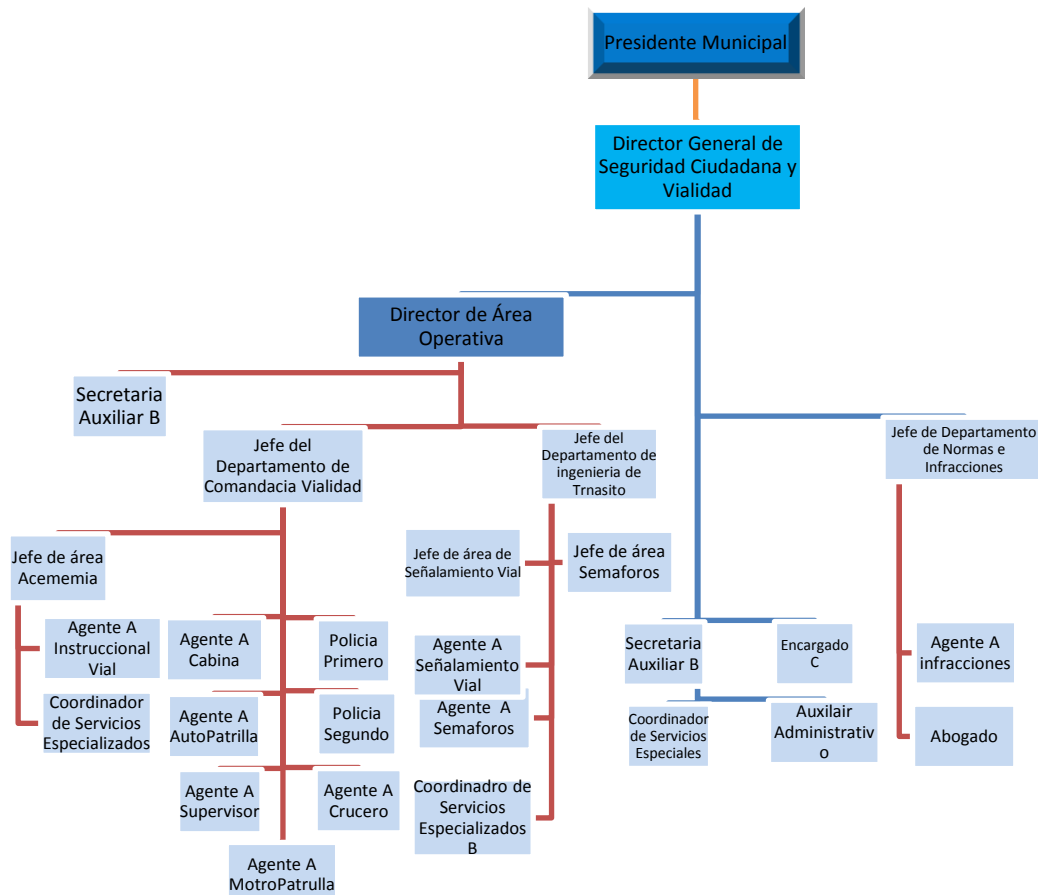 Presidente Municipal
Director General de
Seguridad Ciudadana y
Vialidad
Director de Área
Operativa
Secretaria
Auxiliar B
Jefe del
Departamento de
Comandacia Vialidad
Jefe del
Departamento de
ingenieria de
Trnasito
Jefe de Departamento
de Normas e
Infracciones
Jefe de área
Acememia
Jefe de área de
Señalamiento Vial
Jefe de área
Semaforos
Agente A
Instruccional
Vial
Coordinador
de Servicios
Especializados
Agente A
Cabina
Policia
Primero
Agente A
AutoPatrilla
Policia
Segundo
Agente A
Supervisor
Agente A
Crucero
Agente A
MotroPatrulla
Agente A
Señalamiento
Vial
Agente A
Semaforos
Coordinadro de
Servicios
Especializados
B
Secretaria
Auxiliar B
Encargado
C
Coordinador
de Servicios
Especiales
Auxilair
Administrativ
o
Agente A
infracciones
Abogado